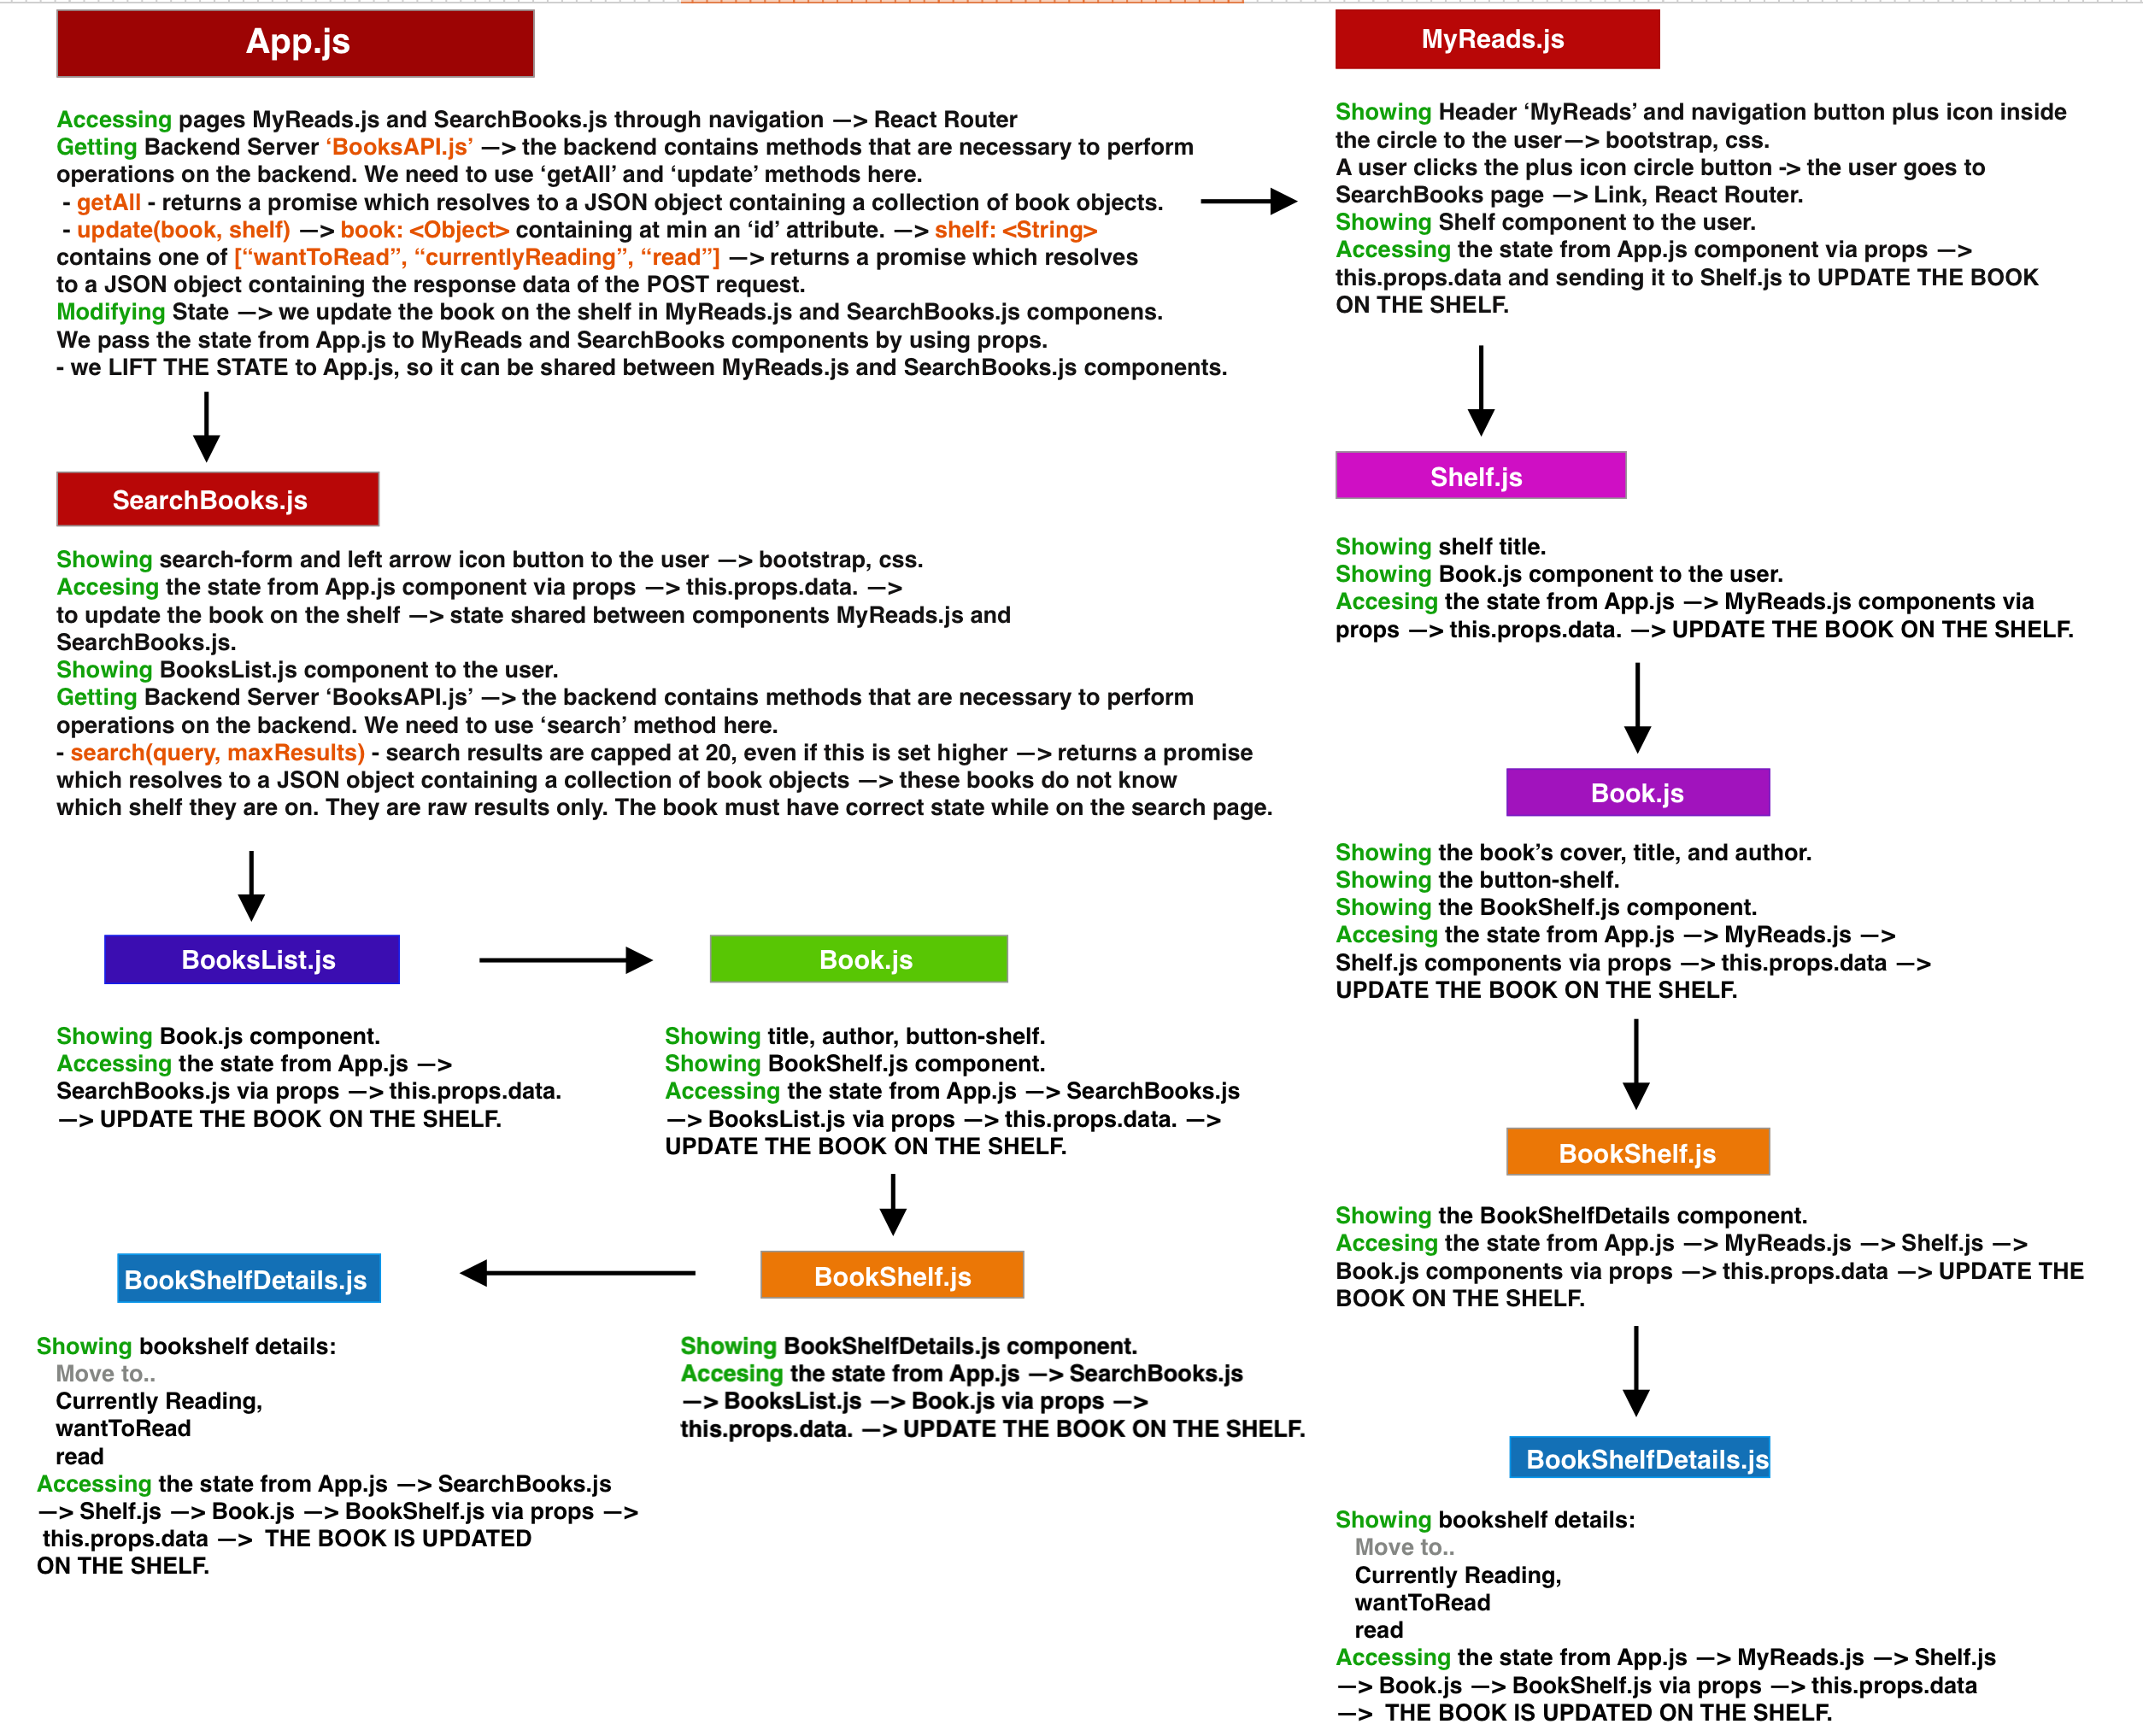 App.js
Accessing pages MyReads.js and SearchBooks.js through navigation —> React Router
Getting Backend Server ‘BooksAPI.js’ —> the backend contains methods that are necessary to perform
operations on the backend. We need to use ‘getAll’ and ‘update’ methods here.
- getAll - returns a promise which resolves to a JSON object containing a collection of book objects.
- update(book, shelf) —> book: <Object> containing at min an ‘id’ attribute. —> shelf: <String>
contains one of [“wantToRead”, “currentlyReading”, “read”] —> returns a promise which resolves
to a JSON object containing the response data of the POST request.
Modifying State —> we update the book on the shelf in MyReads.js and SearchBooks.js componens.
We pass the state from App.js to MyReads and SearchBooks components by using props.
- we LIFT THE STATE to App.js, so it can be shared between MyReads.js and SearchBooks.js components.
SearchBooks.js
Showing search-form and left arrow icon button to the user —> bootstrap, css.
Accesing the state from App.js component via props —> this.props.data. —>
to update the book on the shelf —> state shared between components MyReads.js and
SearchBooks.js.
Showing BooksList.js component to the user.
Getting Backend Server ‘BooksAPI.js’ —> the backend contains methods that are necessary to perform
operations on the backend. We need to use ‘search’ method here.
- search(query, maxResults) - search results are capped at 20, even if this is set higher —> returns a promise
which resolves to a JSON object containing a collection of book objects —> these books do not know
which shelf they are on. They are raw results only. The book must have correct state while on the search page.
BooksList.js
Showing Book.js component.
Accessing the state from App.js —>
SearchBooks.js via props —> this.props.data.
—> UPDATE THE BOOK ON THE SHELF.
Book.js
Showing title, author, button-shelf.
Showing BookShelf.js component.
Accessing the state from App.js —> SearchBooks.js
—> BooksList.js via props —> this.props.data. —>
UPDATE THE BOOK ON THE SHELF.
BookShelf.js
Showing BookShelfDetails.js component.
Accesing the state from App.js —> SearchBooks.js
—> BooksList.js —> Book.js via props —>
this.props.data. —> UPDATE THE BOOK ON THE SHELF.
BookShelfDetails.js
Showing bookshelf details:
Move to..
Currently Reading,
wantToRead
read
Accessing the state from App.js —> SearchBooks.js
—> Shelf.js —> Book.js —> BookShelf.js via props —>
this.props.data —> THE BOOK IS UPDATED
ON THE SHELF.
MyReads.js
Showing Header ‘MyReads’ and navigation button plus icon inside
the circle to the user—> bootstrap, css.
A user clicks the plus icon circle button -> the user goes to
SearchBooks page —> Link, React Router.
Showing Shelf component to the user.
Accessing the state from App.js component via props —>
this.props.data and sending it to Shelf.js to UPDATE THE BOOK
ON THE SHELF.
Shelf.js
Showing shelf title.
Showing Book.js component to the user.
Accesing the state from App.js —> MyReads.js components via
props —> this.props.data. —> UPDATE THE BOOK ON THE SHELF.
Book.js
Showing the book’s cover, title, and author.
Showing the button-shelf.
Showing the BookShelf.js component.
Accesing the state from App.js —> MyReads.js —>
Shelf.js components via props —> this.props.data —>
UPDATE THE BOOK ON THE SHELF.
BookShelf.js
Showing the BookShelfDetails component.
Accesing the state from App.js —> MyReads.js —> Shelf.js —>
Book.js components via props —> this.props.data —> UPDATE THE
BOOK ON THE SHELF.
BookShelfDetails.js
Showing bookshelf details:
Move to..
Currently Reading,
wantToRead
read
Accessing the state from App.js —> MyReads.js —> Shelf.js
—> Book.js —> BookShelf.js via props —> this.props.data
—> THE BOOK IS UPDATED ON THE SHELF.